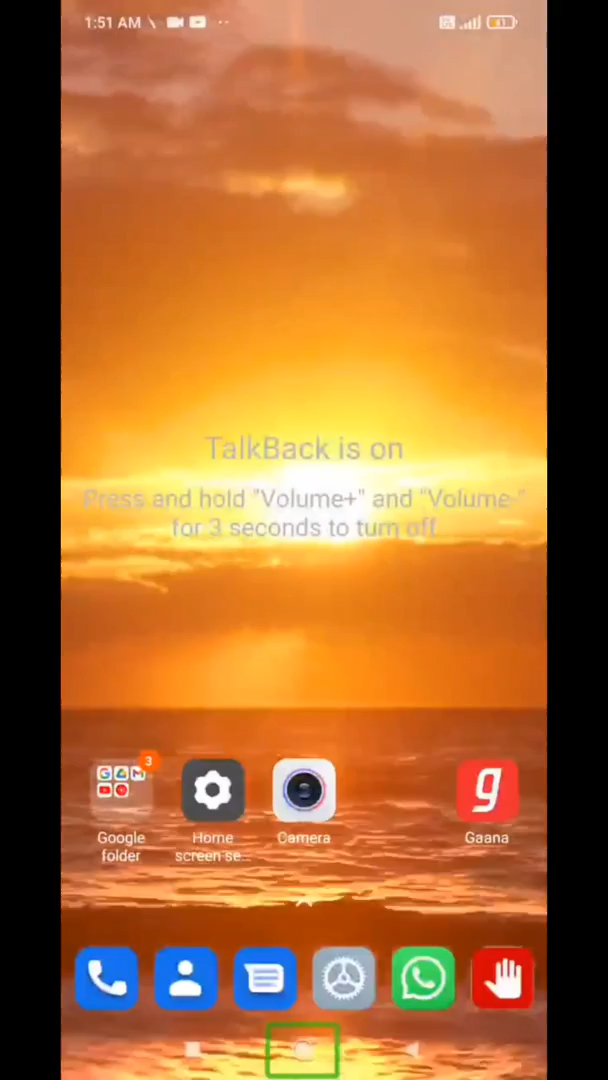 1:51 AM
TalkBack is on
Press and hold "Volume+" and "Volume-"
for 3 seconds to turn off
3
Google
folder
Home
screen se...
Camera
Gaana